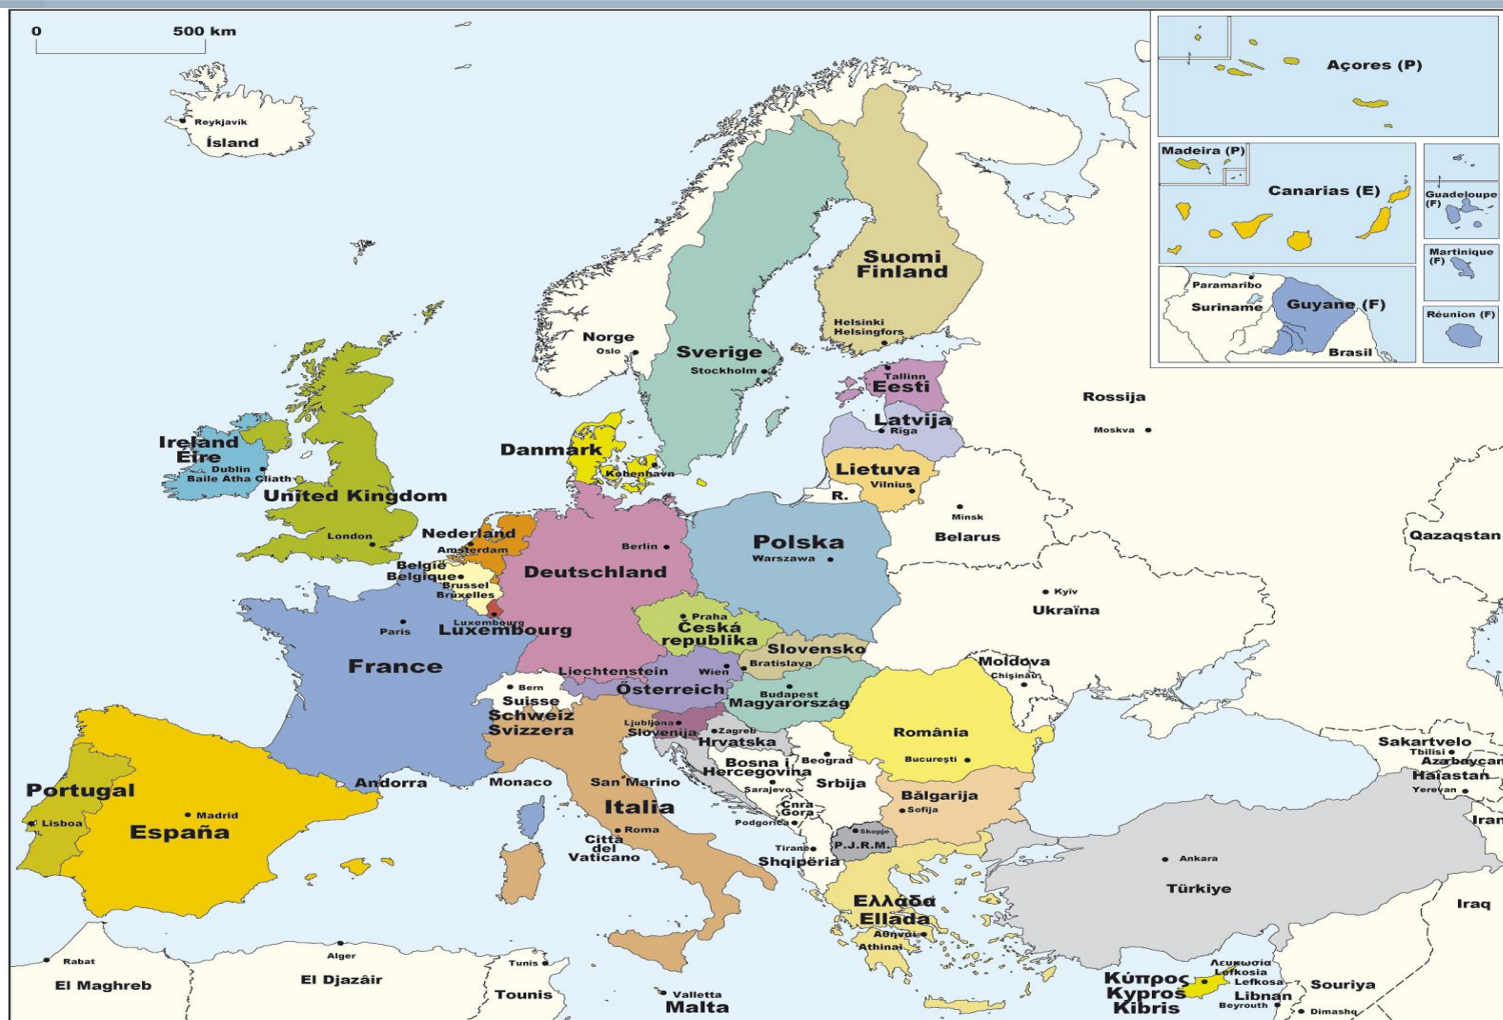 0 500 km
Reykjavík
Ísland
Açores (P)
Madeira (P)
Canarias (E)
Guadeloupe
(F)
Martinique
(F)
Paramaribo
Suriname
Guyane (F)
Brasil
Réunion (F)
Suomi
Finland
Helsinki
Helsingfors
Norge
Oslo
Sverige
Stockholm
Tallinn
Eesti
Latvija
Rīga
Rossija
Moskva
Ireland
Éire
Dublin
Baile Atha Cliath
United Kingdom
London
Danmark
København
Lietuva
Vilnius
R.
Minsk
Belarus
Qazaqstan
Nederland
Amsterdam
België
Belgique
Brussel
Bruxelles
Luxembourg
Luxembourg
Berlin
Deutschland
Polska
Warszawa
Kyïv
Ukraïna
Praha
Česká
republika
Slovensko
Bratislava
Paris
France
Liechtenstein
Wien
Österreich
Budapest
Magyarország
Moldova
Chişinău
Bern
Suisse
Schweiz
Svizzera
Ljubljana
Slovenija
Zagreb
Hrvatska
România
Bucureşti
Bosna i
Hercegovina
Sarajevo
Beograd
Srbija
Crna
Gora
Podgorica
Bălgarija
Sofija
Skopje
P.J.R.M.
Tirane
Shqipëria
Sakartvelo
Tbilisi
Azərbaycan
Haïastan
Yerevan
Iran
Portugal
Lisboa
Madrid
España
Andorra
Monaco
San Marino
Italia
Roma
Città
del
Vaticano
Ελλάδα
Ellada
Αθήναι
Athinai
Ankara
Türkiye
Iraq
Rabat
El Maghreb
Alger
El Djazâir
Tunis
Tounis
Valletta
Malta
Κύπρος
Kypros
Kibris
Λευκωσία
Lefkosia
Lefkosa
Libnan
Beyrouth
Souriya
Dimashq